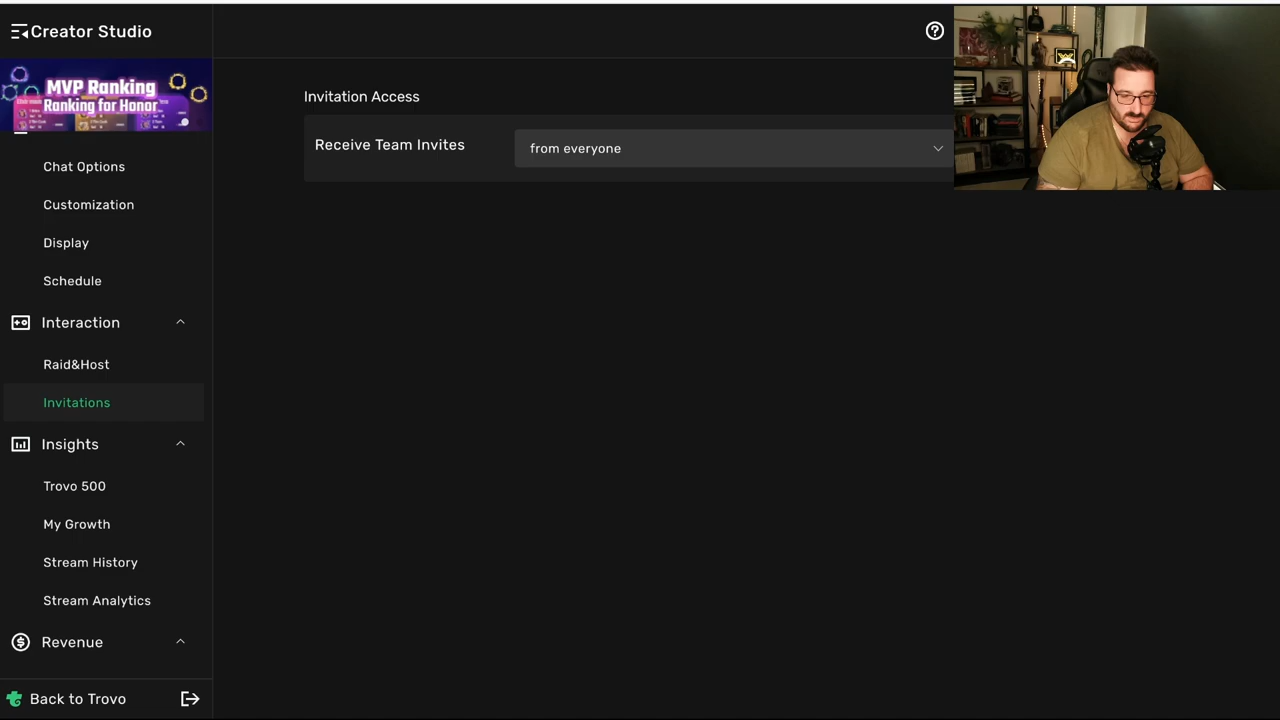 Creator Studio
MVP Ranking
Ranking for Honor
Chat Options
Customization
Display
Schedule
Interaction
Raid&Host
Invitations
Insights
Trovo 500
My Growth
Stream History
Stream Analytics
Revenue
Back to Trovo
Invitation Access
Receive Team Invites
from everyone